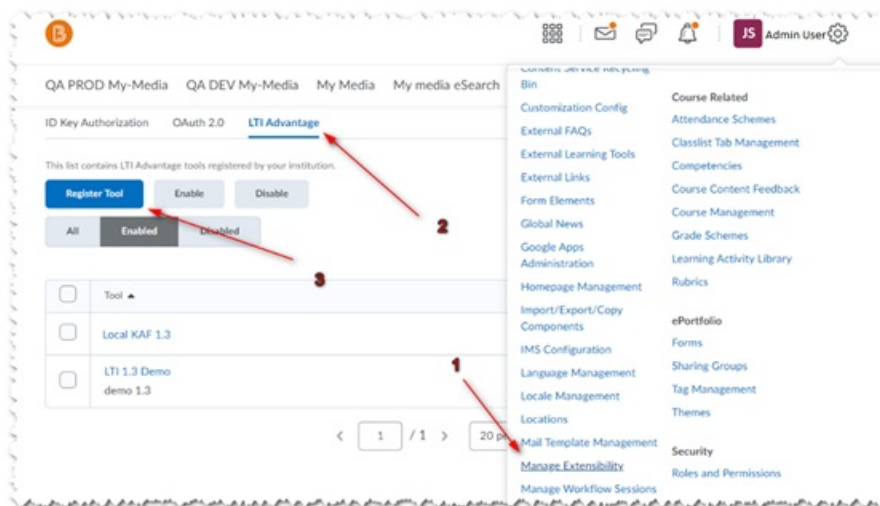 B
JS Admin User
QA PROD My-Media QA DEV My-Media My Media My media eSearch
ID Key Authorization OAuth 2.0 LTI Advantage
This list contains LTI Advantage tools registered by your institution.
Register Tool Enable Disable
All Enabled Disabled
2
3
Tool
Local KAF 1.3
LTI 1.3 Demo
demo 1.3
1 / 1 20 p
1
Content Service Recycling
Bin
Customization Config
External FAQs
External Learning Tools
External Links
Form Elements
Global News
Google Apps
Administration
Homepage Management
Import/Export/Copy
Components
IMS Configuration
Language Management
Locale Management
Locations
Mail Template Management
Manage Extensibility
Manage Workflow Sessions
Course Related
Attendance Schemes
Classlist Tab Management
Competencies
Course Content Feedback
Course Management
Grade Schemes
Learning Activity Library
Rubrics
ePortfolio
Forms
Sharing Groups
Tag Management
Themes
Security
Roles and Permissions